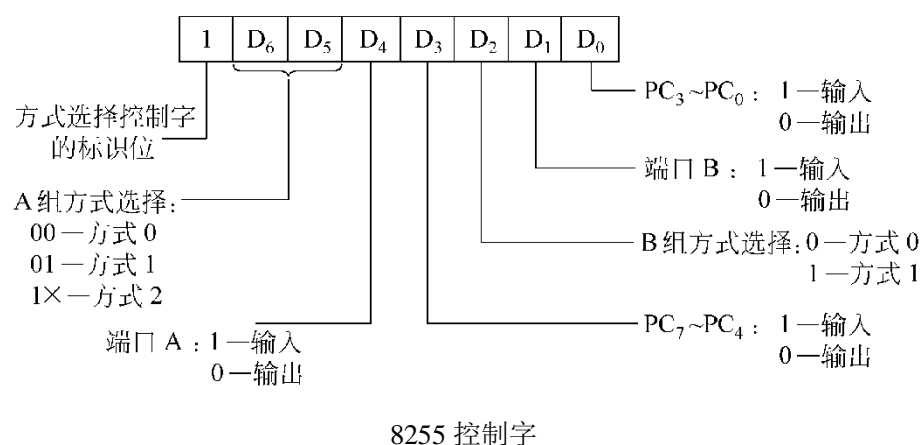 1 D₆ D₅ D₄ D₃ D₂ D₁ D₀
方式选择控制字
的标识位
A组方式选择:
00—方式0
01—方式1
1×—方式2
端口A:1—输入
0—输出
PC₃~PC₀:1—输入
0—输出
端口B:1—输入
0—输出
B组方式选择:0—方式0
1—方式1
PC₇~PC₄:1—输入
0—输出
8255 控制字